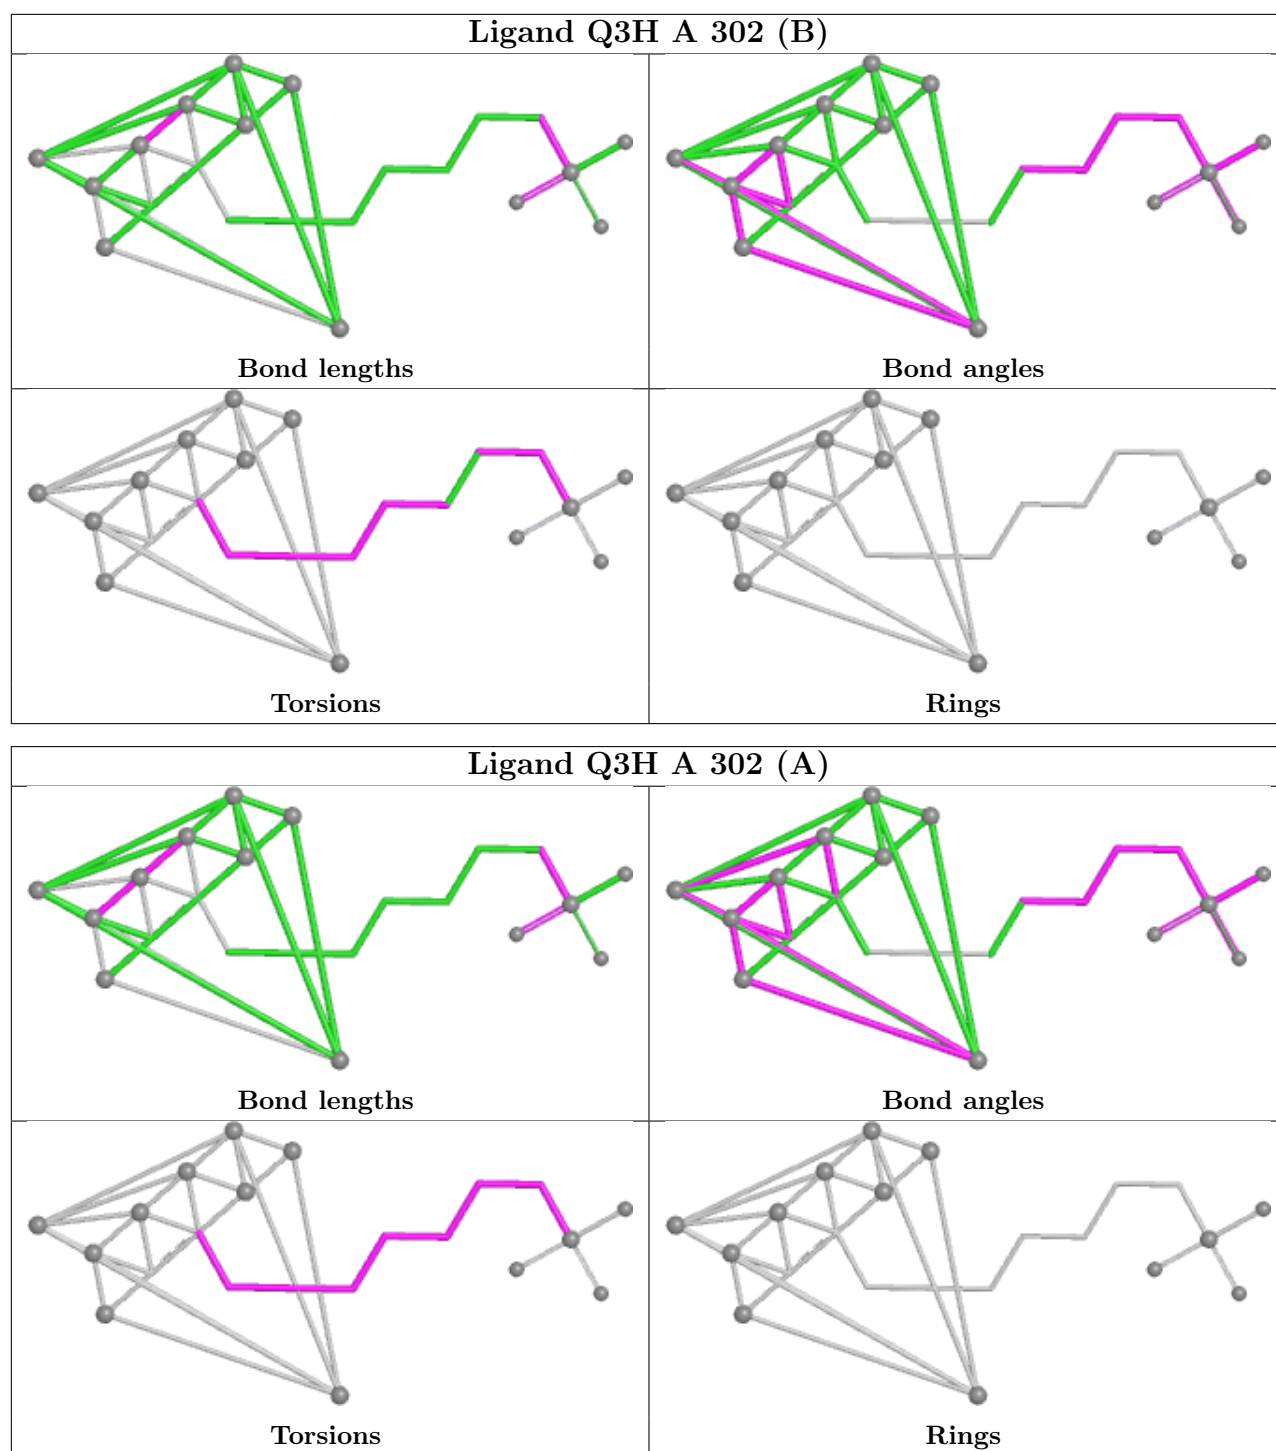 Ligand Q3H A 302 (B)
Bond lengths
Bond angles
Torsions
Rings
Ligand Q3H A 302 (A)
Bond lengths
Bond angles
Torsions
Rings